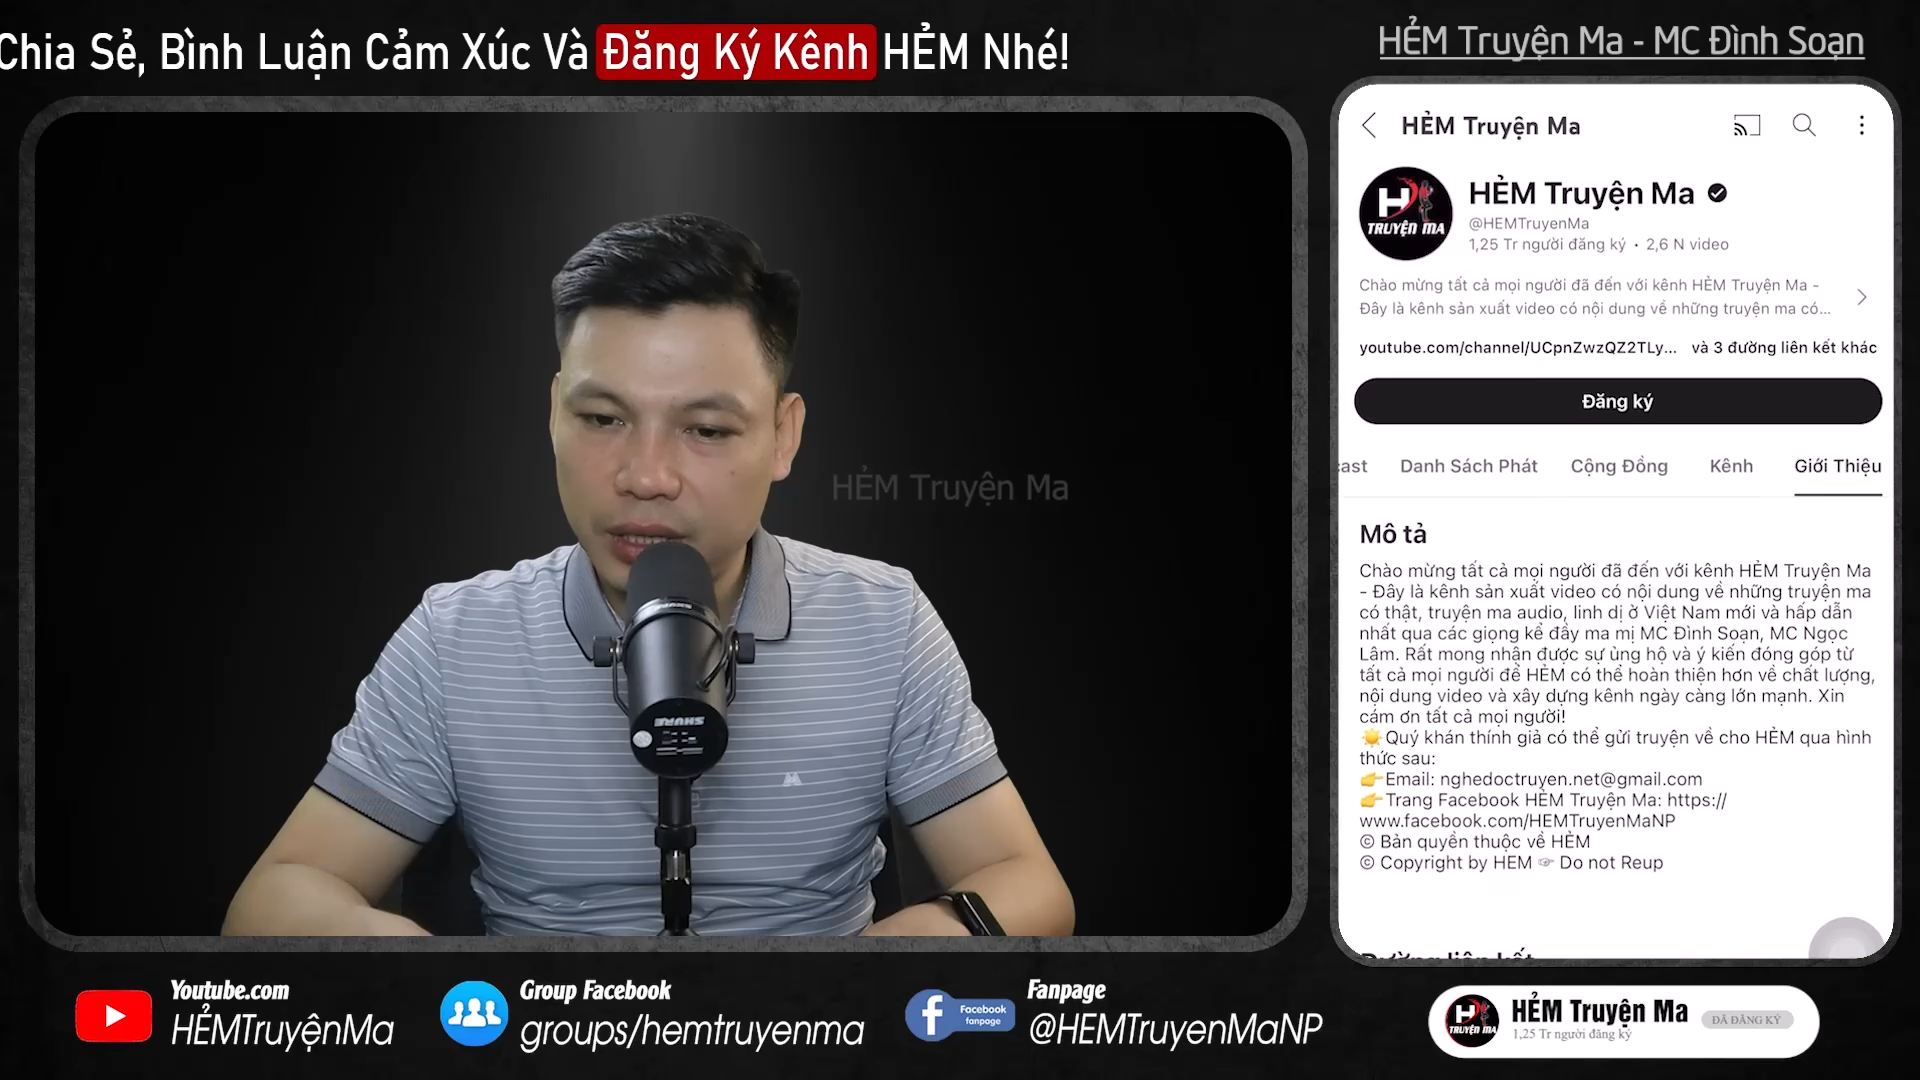 Chia Sẻ, Bình Luận Cảm Xúc Và Đăng Ký Kênh HẺM Nhé!
HẺM Truyện Ma - MC Đình Soạn
HẺM Truyện Ma
HẺM Truyện Ma
@HEMTruyenMa
1,25 Tr người đăng ký • 2,6 N video
H
TRUYỆN MA
Chào mừng tất cả mọi người đã đến với kênh HẺM Truyện Ma -
Đây là kênh sản xuất video có nội dung về những truyện ma có...
youtube.com/channel/UCpnZwzQZ2TLy... và 3 đường liên kết khác
Đăng ký
cast Danh Sách Phát Cộng Đồng Kênh Giới Thiệu
Mô tả
Chào mừng tất cả mọi người đã đến với kênh HẺM Truyện Ma
- Đây là kênh sản xuất video có nội dung về những truyện ma
có thật, truyện ma audio, linh dị ở Việt Nam mới và hấp dẫn
nhất qua các giọng kể đầy ma mị MC Đình Soạn, MC Ngọc
Lâm. Rất mong nhận được sự ủng hộ và ý kiến đóng góp từ
tất cả mọi người để HẺM có thể hoàn thiện hơn về chất lượng,
nội dung video và xây dựng kênh ngày càng lớn mạnh. Xin
cám ơn tất cả mọi người!
☀️Quý khán thính giả có thể gửi truyện về cho HẺM qua hình
thức sau:
👉Email: nghedoctruyen.net@gmail.com
👉Trang Facebook HẺM Truyện Ma: https://
www.facebook.com/HEMTruyenMaNP
© Bản quyền thuộc về HẺM
© Copyright by HEM ☞ Do not Reup
Đường liên kết
HẺM Truyện Ma
SHURE
SHURE
Youtube.com
HẺMTruyệnMa
Group Facebook
groups/hemtruyenma
Facebook
fanpage
Fanpage
@HEMTruyenMaNP
H
TRUYỆN MA
HẺM Truyện Ma
1,25 Tr người đăng ký
ĐÃ ĐĂNG KÝ